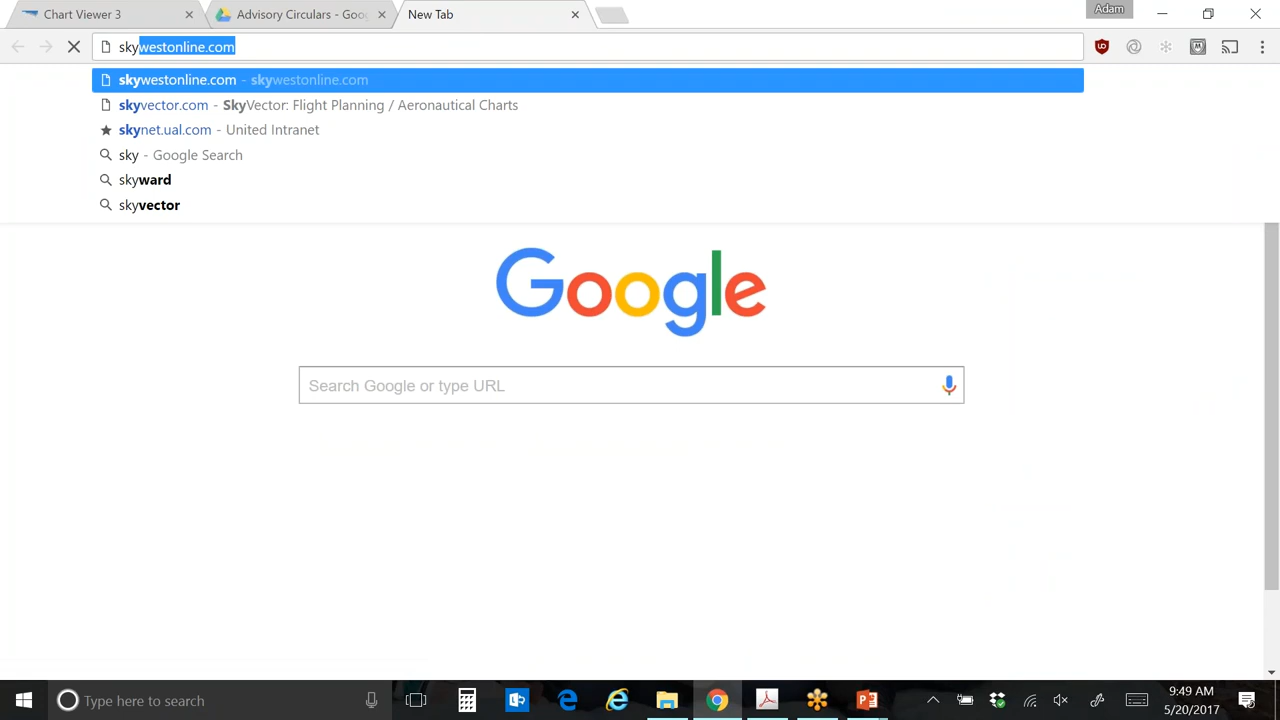 Chart Viewer 3
Advisory Circulars - Goog
New Tab
Adam
skywestonline.com
skywestonline.com - skywestonline.com
skyvector.com - SkyVector: Flight Planning / Aeronautical Charts
skynet.ual.com - United Intranet
sky - Google Search
skyward
skyvector
Google
Search Google or type URL
Type here to search
9:49 AM
5/20/2017